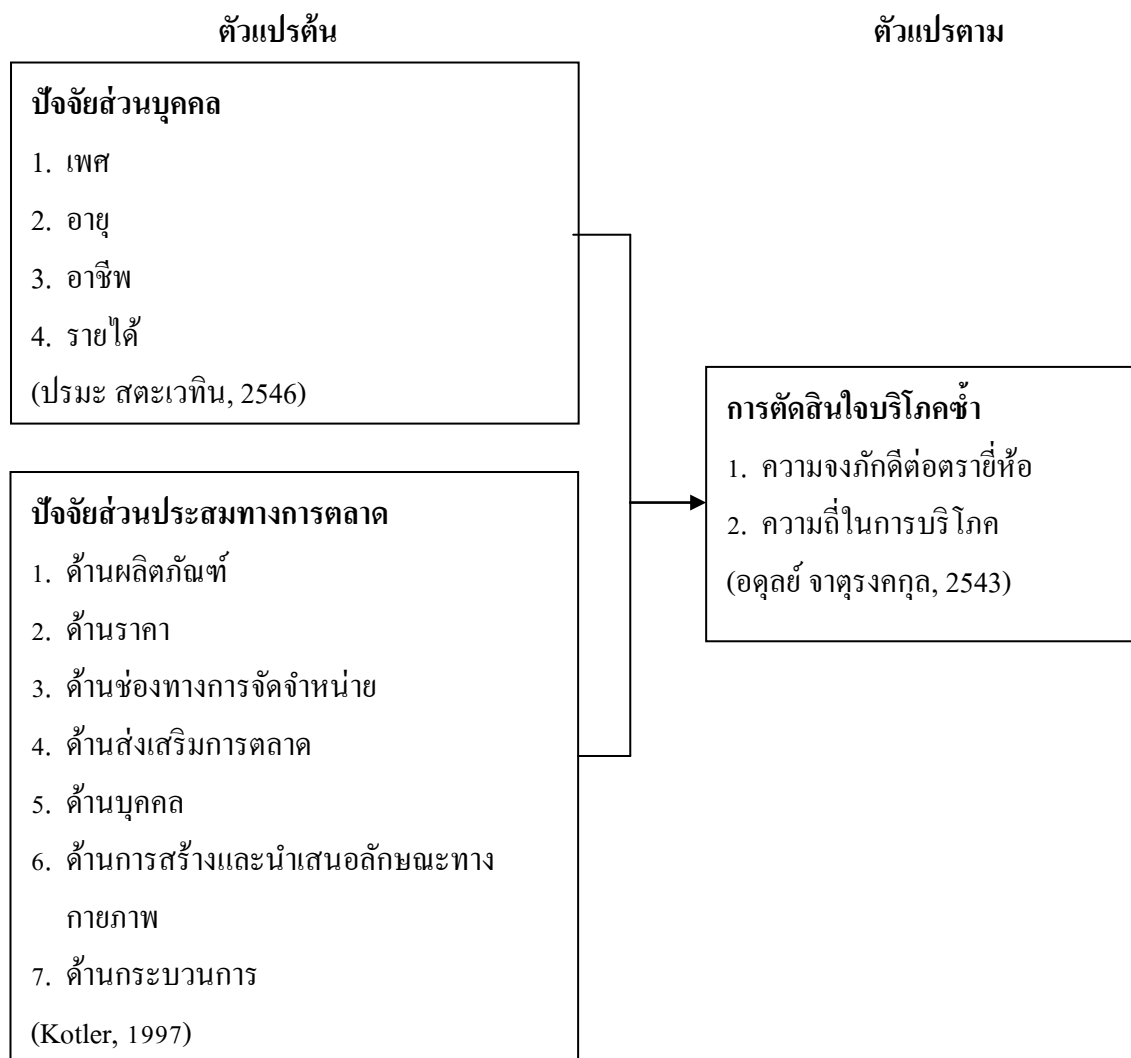 ตัวแปรต้น
ตัวแปรตาม
ปัจจัยส่วนบุคคล
1. เพศ
2. อายุ
3. อาชีพ
4. รายได้
(ปรมะ สตะเวทิน, 2546)
ปัจจัยส่วนประสมทางการตลาด
1. ด้านผลิตภัณฑ์
2. ด้านราคา
3. ด้านช่องทางการจัดจำหน่าย
4. ด้านส่งเสริมการตลาด
5. ด้านบุคคล
6. ด้านการสร้างและนำเสนอลักษณะทาง
กายภาพ
7. ด้านกระบวนการ
(Kotler, 1997)
การตัดสินใจบริโภคซ้ำ
1. ความจงภักดีต่อตรายี่ห้อ
2. ความถี่ในการบริโภค
(อดุลย์ จาตุรงคกุล, 2543)